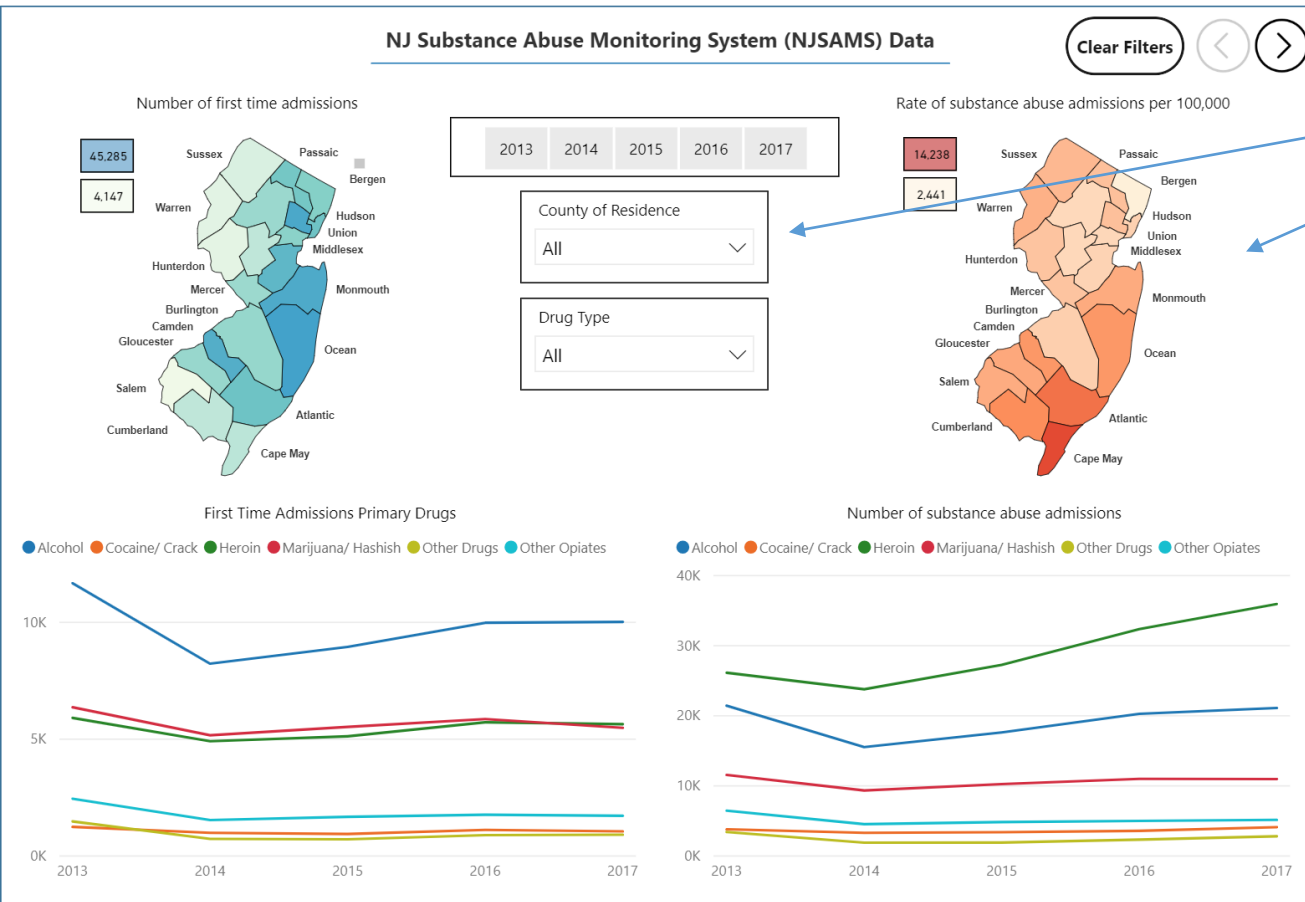 NJ Substance Abuse Monitoring System (NJSAMS) Data
Clear Filters
Number of first time admissions
45,285
4,147
Sussex
Passaic
Bergen
Warren
Hudson
Union
Middlesex
Hunterdon
Mercer
Monmouth
Burlington
Camden
Gloucester
Ocean
Salem
Atlantic
Cumberland
Cape May
2013 2014 2015 2016 2017
County of Residence
All
Drug Type
All
Rate of substance abuse admissions per 100,000
14,238
2,441
Sussex
Passaic
Bergen
Warren
Hudson
Union
Middlesex
Hunterdon
Mercer
Monmouth
Burlington
Camden
Gloucester
Ocean
Salem
Atlantic
Cumberland
Cape May
First Time Admissions Primary Drugs
Alcohol Cocaine/ Crack Heroin Marijuana/ Hashish Other Drugs Other Opiates
10K
5K
0K
2013 2014 2015 2016 2017
Number of substance abuse admissions
Alcohol Cocaine/ Crack Heroin Marijuana/ Hashish Other Drugs Other Opiates
40K
30K
20K
10K
0K
2013 2014 2015 2016 2017